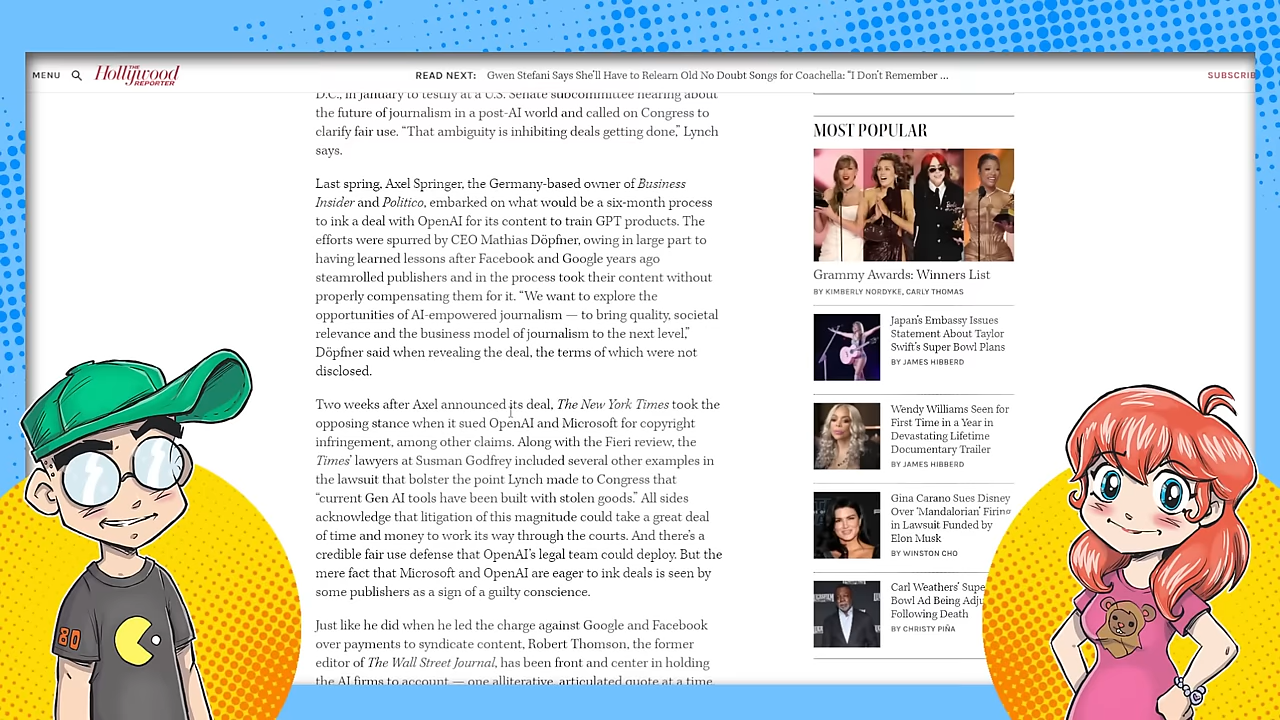 MENU
THE
Hollywood
REPORTER
READ NEXT: Gwen Stefani Says She'll Have to Relearn Old No Doubt Songs for Coachella: “I Don't Remember ...
SUBSCRIB
D.C., in January to testify at a U.S. Senate subcommittee hearing about
the future of journalism in a post-AI world and called on Congress to
clarify fair use. “That ambiguity is inhibiting deals getting done,” Lynch
says.
Last spring, Axel Springer, the Germany-based owner of Business
Insider and Politico, embarked on what would be a six-month process
to ink a deal with OpenAI for its content to train GPT products. The
efforts were spurred by CEO Mathias Döpfner, owing in large part to
having learned lessons after Facebook and Google years ago
steamrolled publishers and in the process took their content without
properly compensating them for it. “We want to explore the
opportunities of AI-empowered journalism — to bring quality, societal
relevance and the business model of journalism to the next level,”
Döpfner said when revealing the deal, the terms of which were not
disclosed.
Two weeks after Axel announced its deal, The New York Times took the
opposing stance when it sued OpenAI and Microsoft for copyright
infringement, among other claims. Along with the Fieri review, the
Times' lawyers at Susman Godfrey included several other examples in
the lawsuit that bolster the point Lynch made to Congress that
“current Gen AI tools have been built with stolen goods.” All sides
acknowledge that litigation of this magnitude could take a great deal
of time and money to work its way through the courts. And there's a
credible fair use defense that OpenAI's legal team could deploy. But the
mere fact that Microsoft and OpenAI are eager to ink deals is seen by
some publishers as a sign of a guilty conscience.
Just like he did when he led the charge against Google and Facebook
over payments to syndicate content, Robert Thomson, the former
editor of The Wall Street Journal, has been front and center in holding
the AI firms to account — one alliterative, articulated quote at a time.
MOST POPULAR
Grammy Awards: Winners List
BY KIMBERLY NORDYKE, CARLY THOMAS
Japan's Embassy Issues
Statement About Taylor
Swift's Super Bowl Plans
BY JAMES HIBBERD
Wendy Williams Seen for
First Time in a Year in
Devastating Lifetime
Documentary Trailer
BY JAMES HIBBERD
Gina Carano Sues Disney
Over ‘Mandalorian’ Firing
in Lawsuit Funded by
Elon Musk
BY WINSTON CHO
Carl Weathers' Supe
Bowl Ad Being Adju
Following Death
BY CHRISTY PIÑA
80